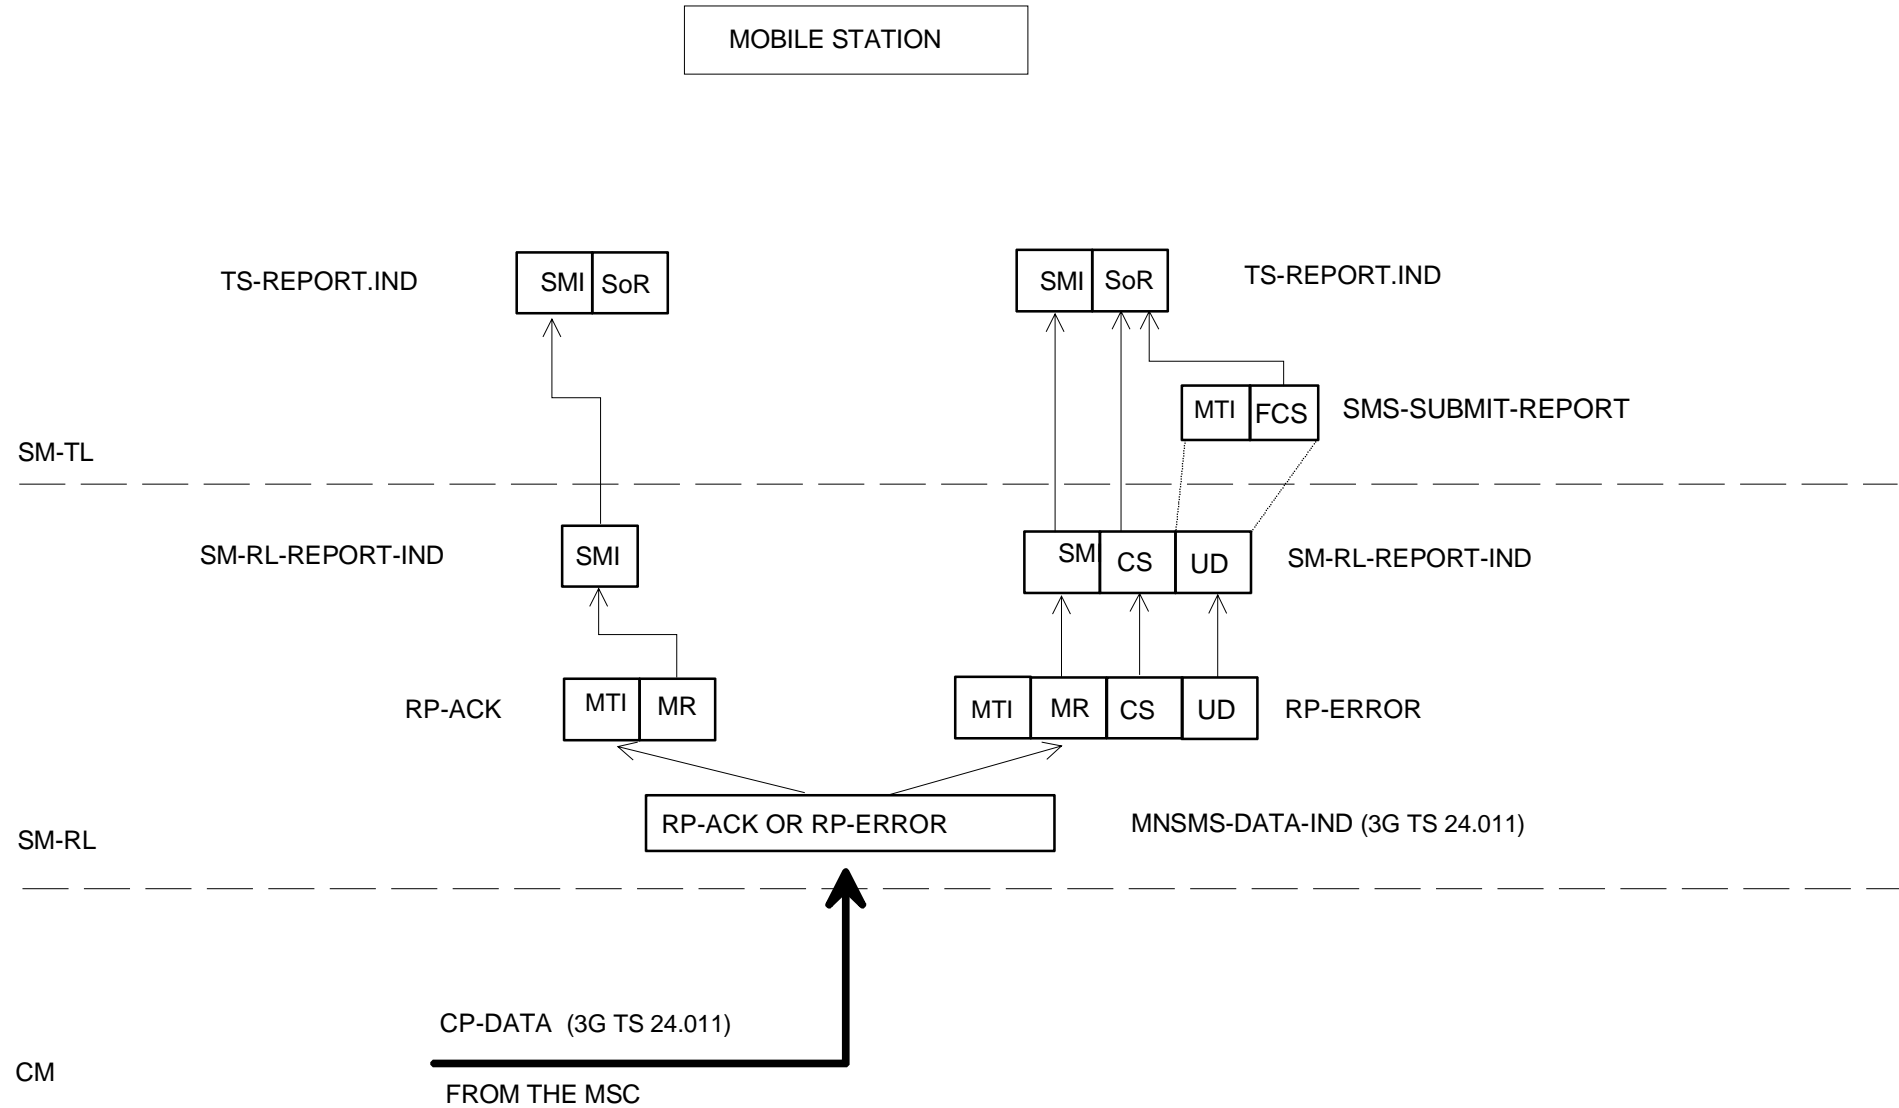 MOBILE STATION
TS-REPORT.IND SMI SoR SMI SoR TS-REPORT.IND
MTI FCS SMS-SUBMIT-REPORT
SM-TL
SM-RL-REPORT-IND SMI SMI CS UD SM-RL-REPORT-IND
RP-ACK MTI MR MTI MR CS UD RP-ERROR
RP-ACK OR RP-ERROR MNSMS-DATA-IND (3G TS 24.011)
SM-RL
CP-DATA (3G TS 24.011)
CM
FROM THE MSC